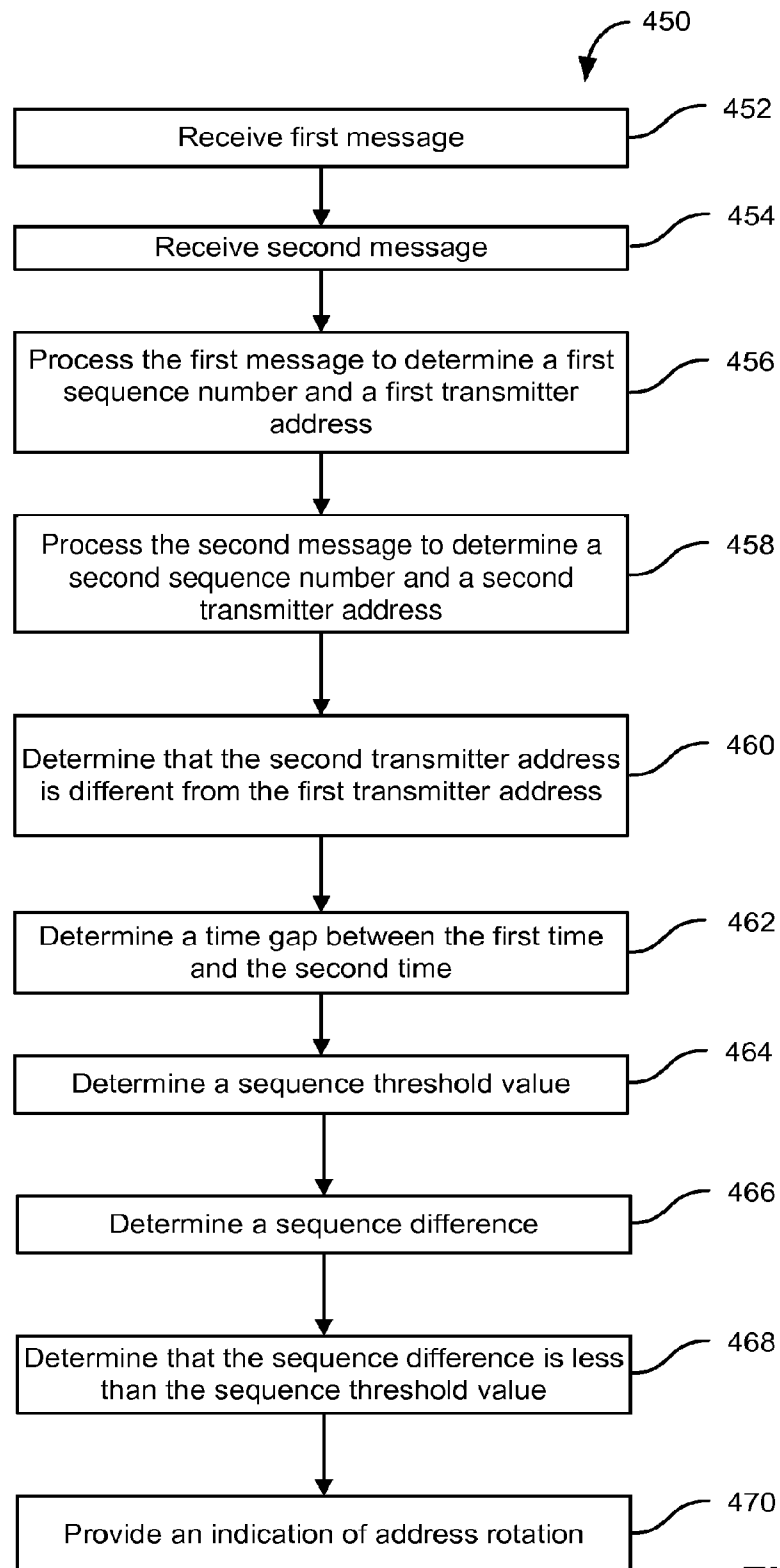 450
Receive first message
452
Receive second message
454
Process the first message to determine a first
sequence number and a first transmitter
address
456
Process the second message to determine a
second sequence number and a second
transmitter address
458
Determine that the second transmitter address
is different from the first transmitter address
460
Determine a time gap between the first time
and the second time
462
Determine a sequence threshold value
464
Determine a sequence difference
466
Determine that the sequence difference is less
than the sequence threshold value
468
Provide an indication of address rotation
470